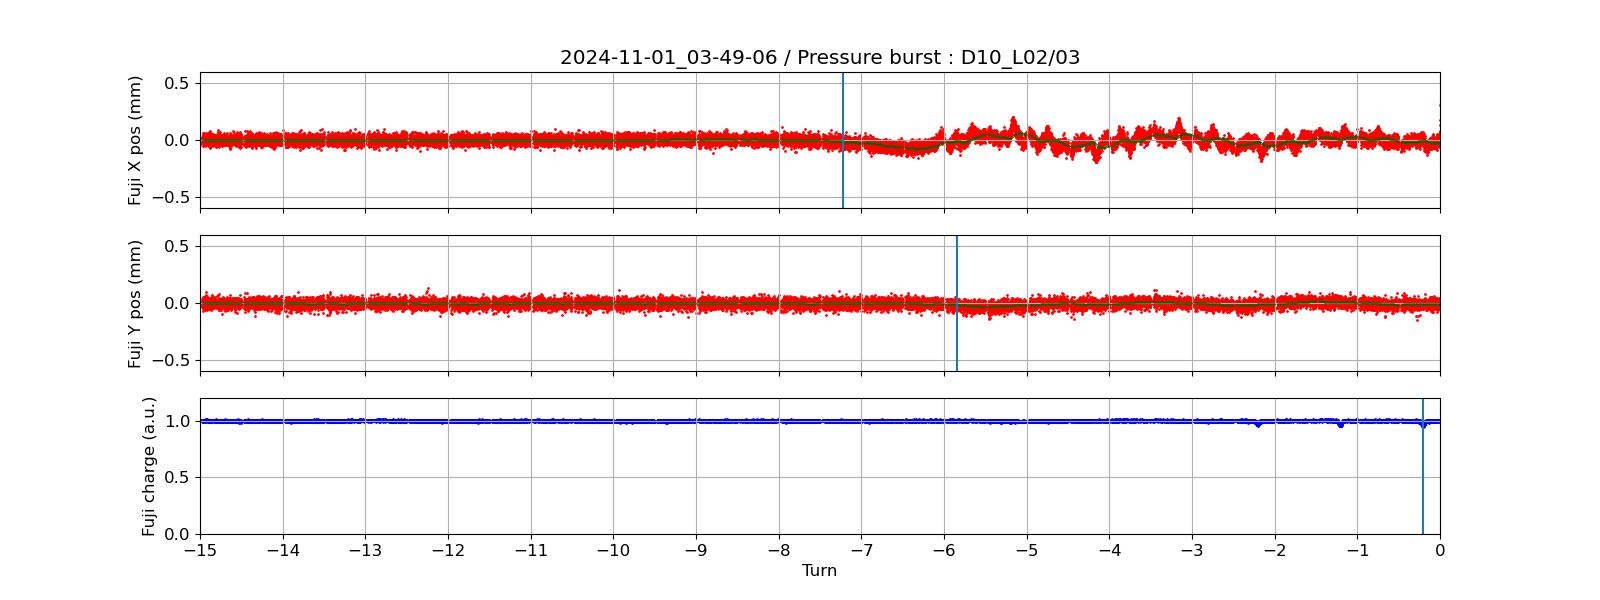 2024-11-01_03-49-06 / Pressure burst : D10_L02/03
Fuji X pos (mm)
0.5
0.0
−0.5
Fuji Y pos (mm)
0.5
0.0
−0.5
Fuji charge (a.u.)
1.0
0.5
0.0
−15 −14 −13 −12 −11 −10 −9 −8 −7 −6 −5 −4 −3 −2 −1 0
Turn